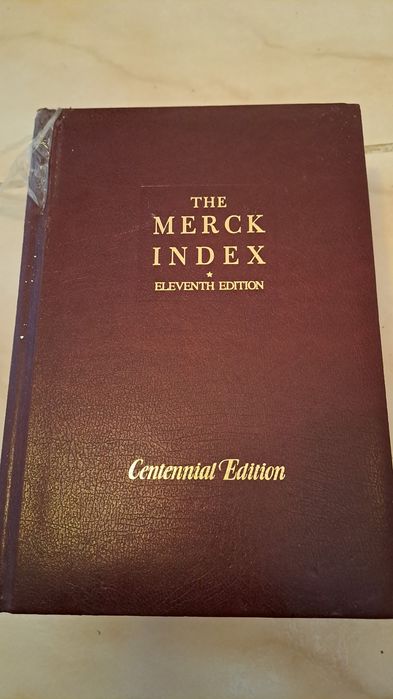 THE
MERCK
INDEX
★
ELEVENTH EDITION
Centennial Edition